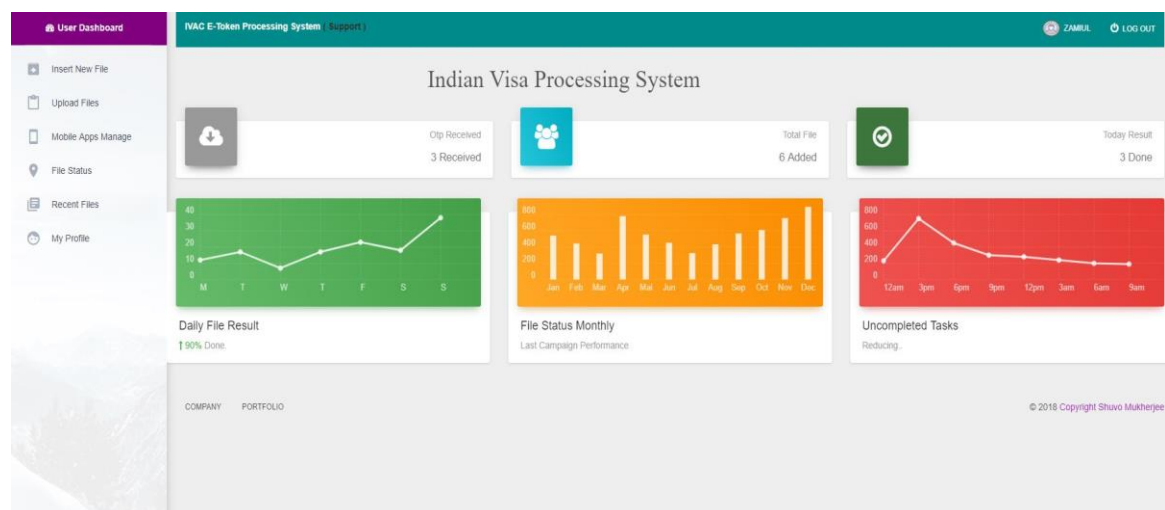 User Dashboard
IVAC E-Token Processing System ( Support )
ZAMIUL
LOG OUT
Insert New File
Upload Files
Mobile Apps Manage
File Status
Recent Files
My Profile
Indian Visa Processing System
Otp Received
3 Received
Total File
6 Added
Today Result
3 Done
40
30
20
10
0
M T W T F S S
Daily File Result
90% Done.
800
600
400
200
0
Jan Feb Mar Apr Mai Jun Jul Aug Sep Oct Nov Dec
File Status Monthly
Last Campaign Performance
800
600
400
200
0
12am 3pm 6pm 9pm 12pm 3am 6am 9am
Uncompleted Tasks
Reducing..
COMPANY PORTFOLIO
© 2018 Copyright Shuvo Mukherjee